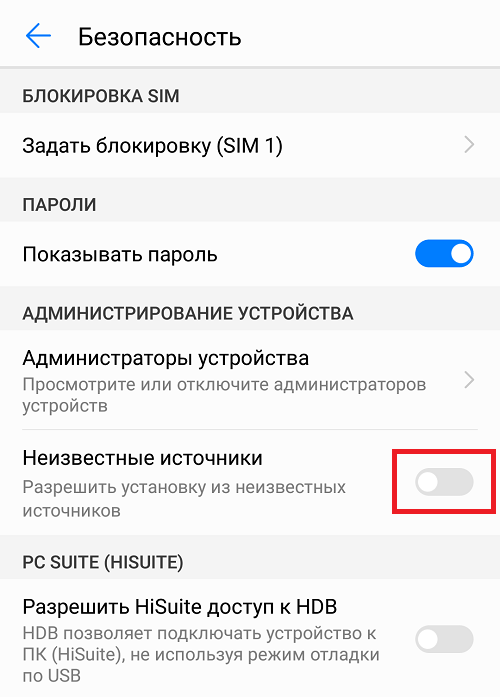 Безопасность
БЛОКИРОВКА SIM
Задать блокировку (SIM 1)
ПАРОЛИ
Показывать пароль
АДМИНИСТРИРОВАНИЕ УСТРОЙСТВА
Администраторы устройства
Просмотрите или отключите администраторов
устройств
Неизвестные источники
Разрешить установку из неизвестных
источников
PC SUITE (HISUITE)
Разрешить HiSuite доступ к HDB
HDB позволяет подключать устройство к
ПК (HiSuite), не используя режим отладки
по USB